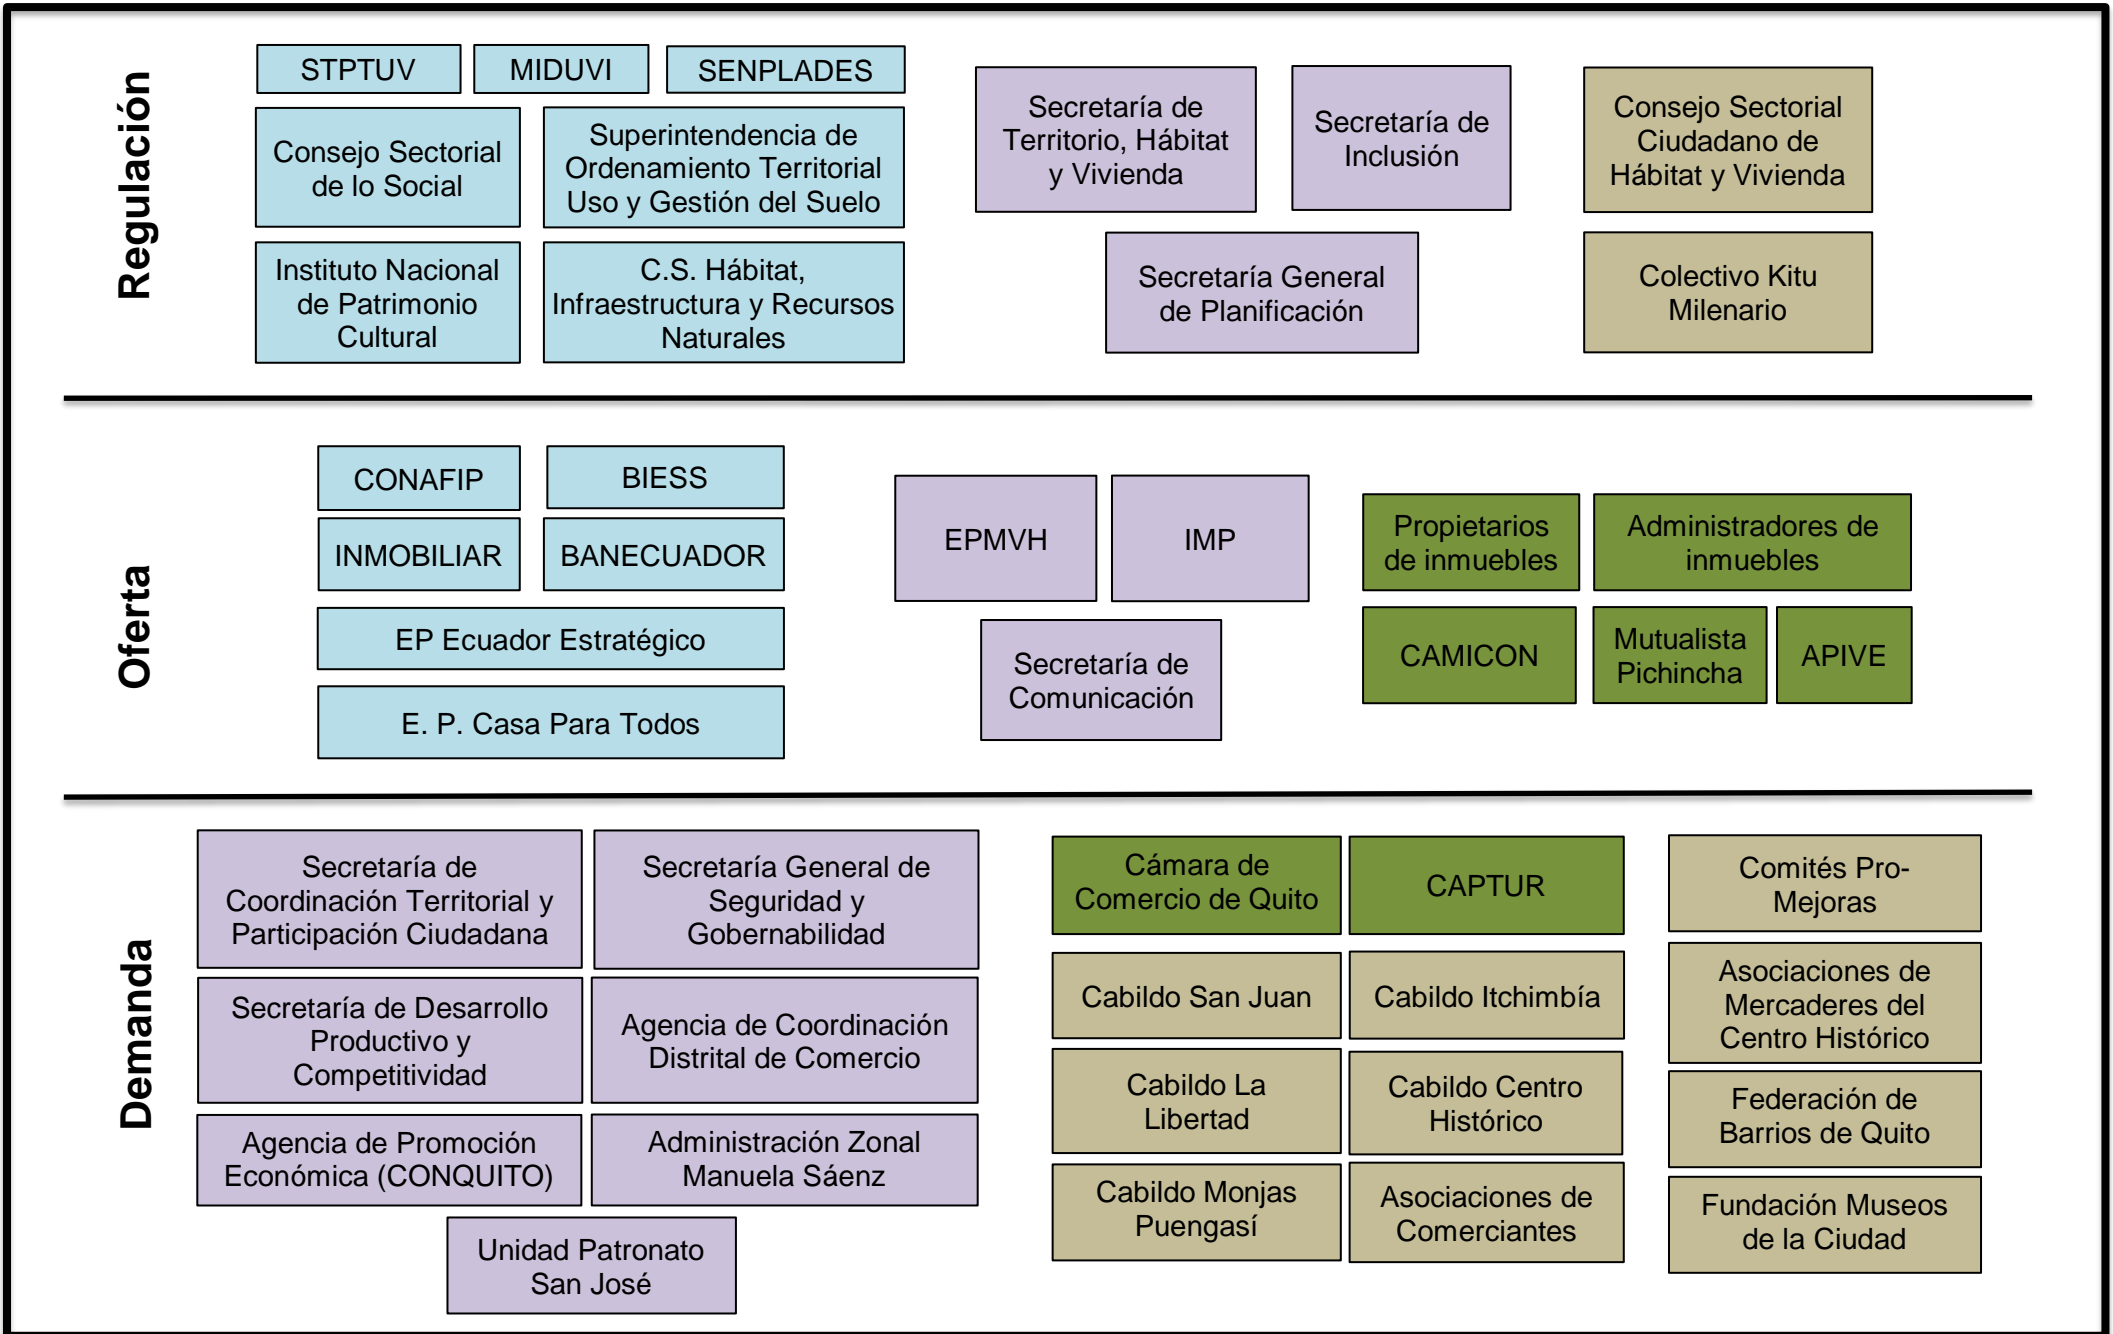 Regulación
STPTUV
MIDUVI
SENPLADES
Consejo Sectorial
de lo Social
Superintendencia de
Ordenamiento Territorial
Uso y Gestión del Suelo
Instituto Nacional
de Patrimonio
Cultural
C.S. Hábitat,
Infraestructura y Recursos
Naturales
Secretaría de
Territorio, Hábitat
y Vivienda
Secretaría de
Inclusión
Secretaría General
de Planificación
Consejo Sectorial
Ciudadano de
Hábitat y Vivienda
Colectivo Kitu
Milenario
Oferta
CONAFIP
BIESS
INMOBILIAR
BANECUADOR
EP Ecuador Estratégico
E. P. Casa Para Todos
EPMVH
IMP
Secretaría de
Comunicación
Propietarios
de inmuebles
Administradores de
inmuebles
CAMICON
Mutualista
Pichincha
APIVE
Demanda
Secretaría de
Coordinación Territorial y
Participación Ciudadana
Secretaría General de
Seguridad y
Gobernabilidad
Secretaría de Desarrollo
Productivo y
Competitividad
Agencia de Coordinación
Distrital de Comercio
Agencia de Promoción
Económica (CONQUITO)
Administración Zonal
Manuela Sáenz
Unidad Patronato
San José
Cámara de
Comercio de Quito
CAPTUR
Cabildo San Juan
Cabildo Itchimbía
Cabildo La
Libertad
Cabildo Centro
Histórico
Cabildo Monjas
Puengasí
Asociaciones de
Comerciantes
Comités Pro-
Mejoras
Asociaciones de
Mercaderes del
Centro Histórico
Federación de
Barrios de Quito
Fundación Museos
de la Ciudad